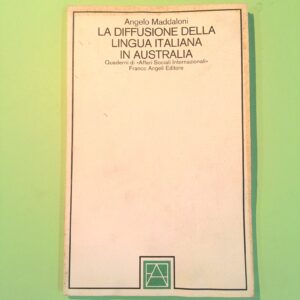 Angelo Maddaloni
LA DIFFUSIONE DELLA
LINGUA ITALIANA
IN AUSTRALIA
Quaderni di «Affari Sociali Internazionali»
Franco Angeli Editore